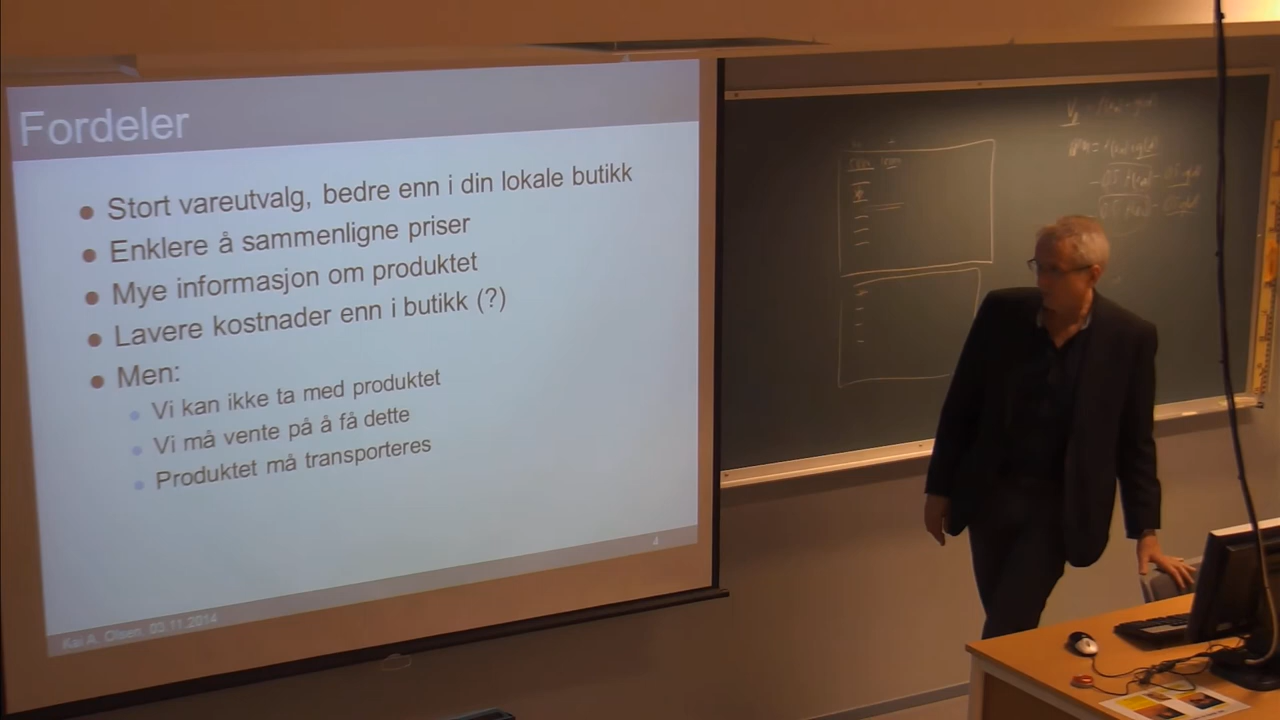 Fordeler
Stort vareutvalg, bedre enn i din lokale butikk
Enklere å sammenligne priser
Mye informasjon om produktet
Lavere kostnader enn i butikk (?)
Men:
Vi kan ikke ta med produktet
Vi må vente på å få dette
Produktet må transporteres
4
Kai A. Olsen, 03.11.2014